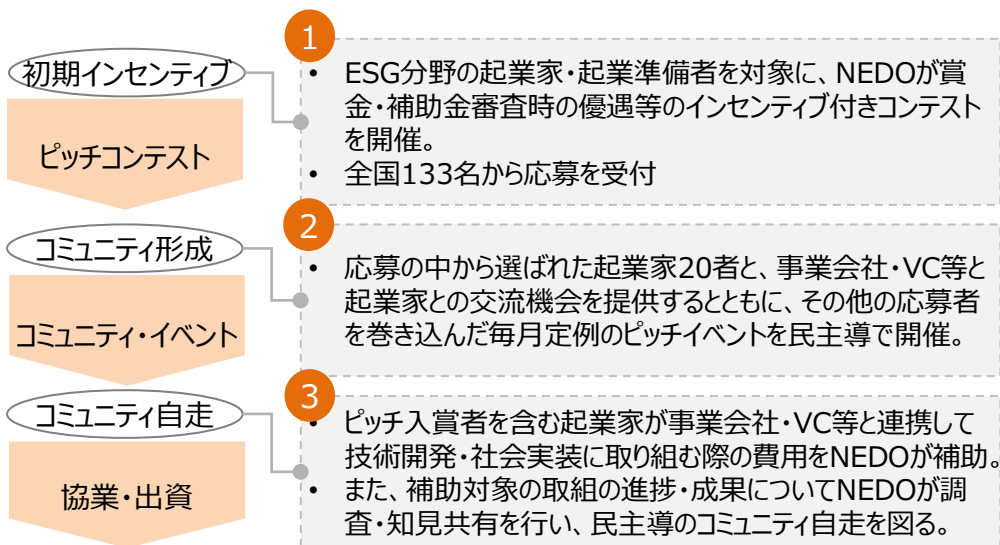 1
初期インセンティブ
ピッチコンテスト
• ESG分野の起業家・起業準備者を対象に、NEDOが賞
金・補助金審査時の優遇等のインセンティブ付きコンテスト
を開催。
• 全国133名から応募を受付
2
コミュニティ形成
コミュニティ・イベント
• 応募の中から選ばれた起業家20者と、事業会社・VC等と
起業家との交流機会を提供するとともに、その他の応募者
を巻き込んだ毎月定例のピッチイベントを民主導で開催。
3
コミュニティ自走
協業・出資
• ピッチ入賞者を含む起業家が事業会社・VC等と連携して
技術開発・社会実装に取り組む際の費用をNEDOが補助。
• また、補助対象の取組の進捗・成果についてNEDOが調
査・知見共有を行い、民主導のコミュニティ自走を図る。